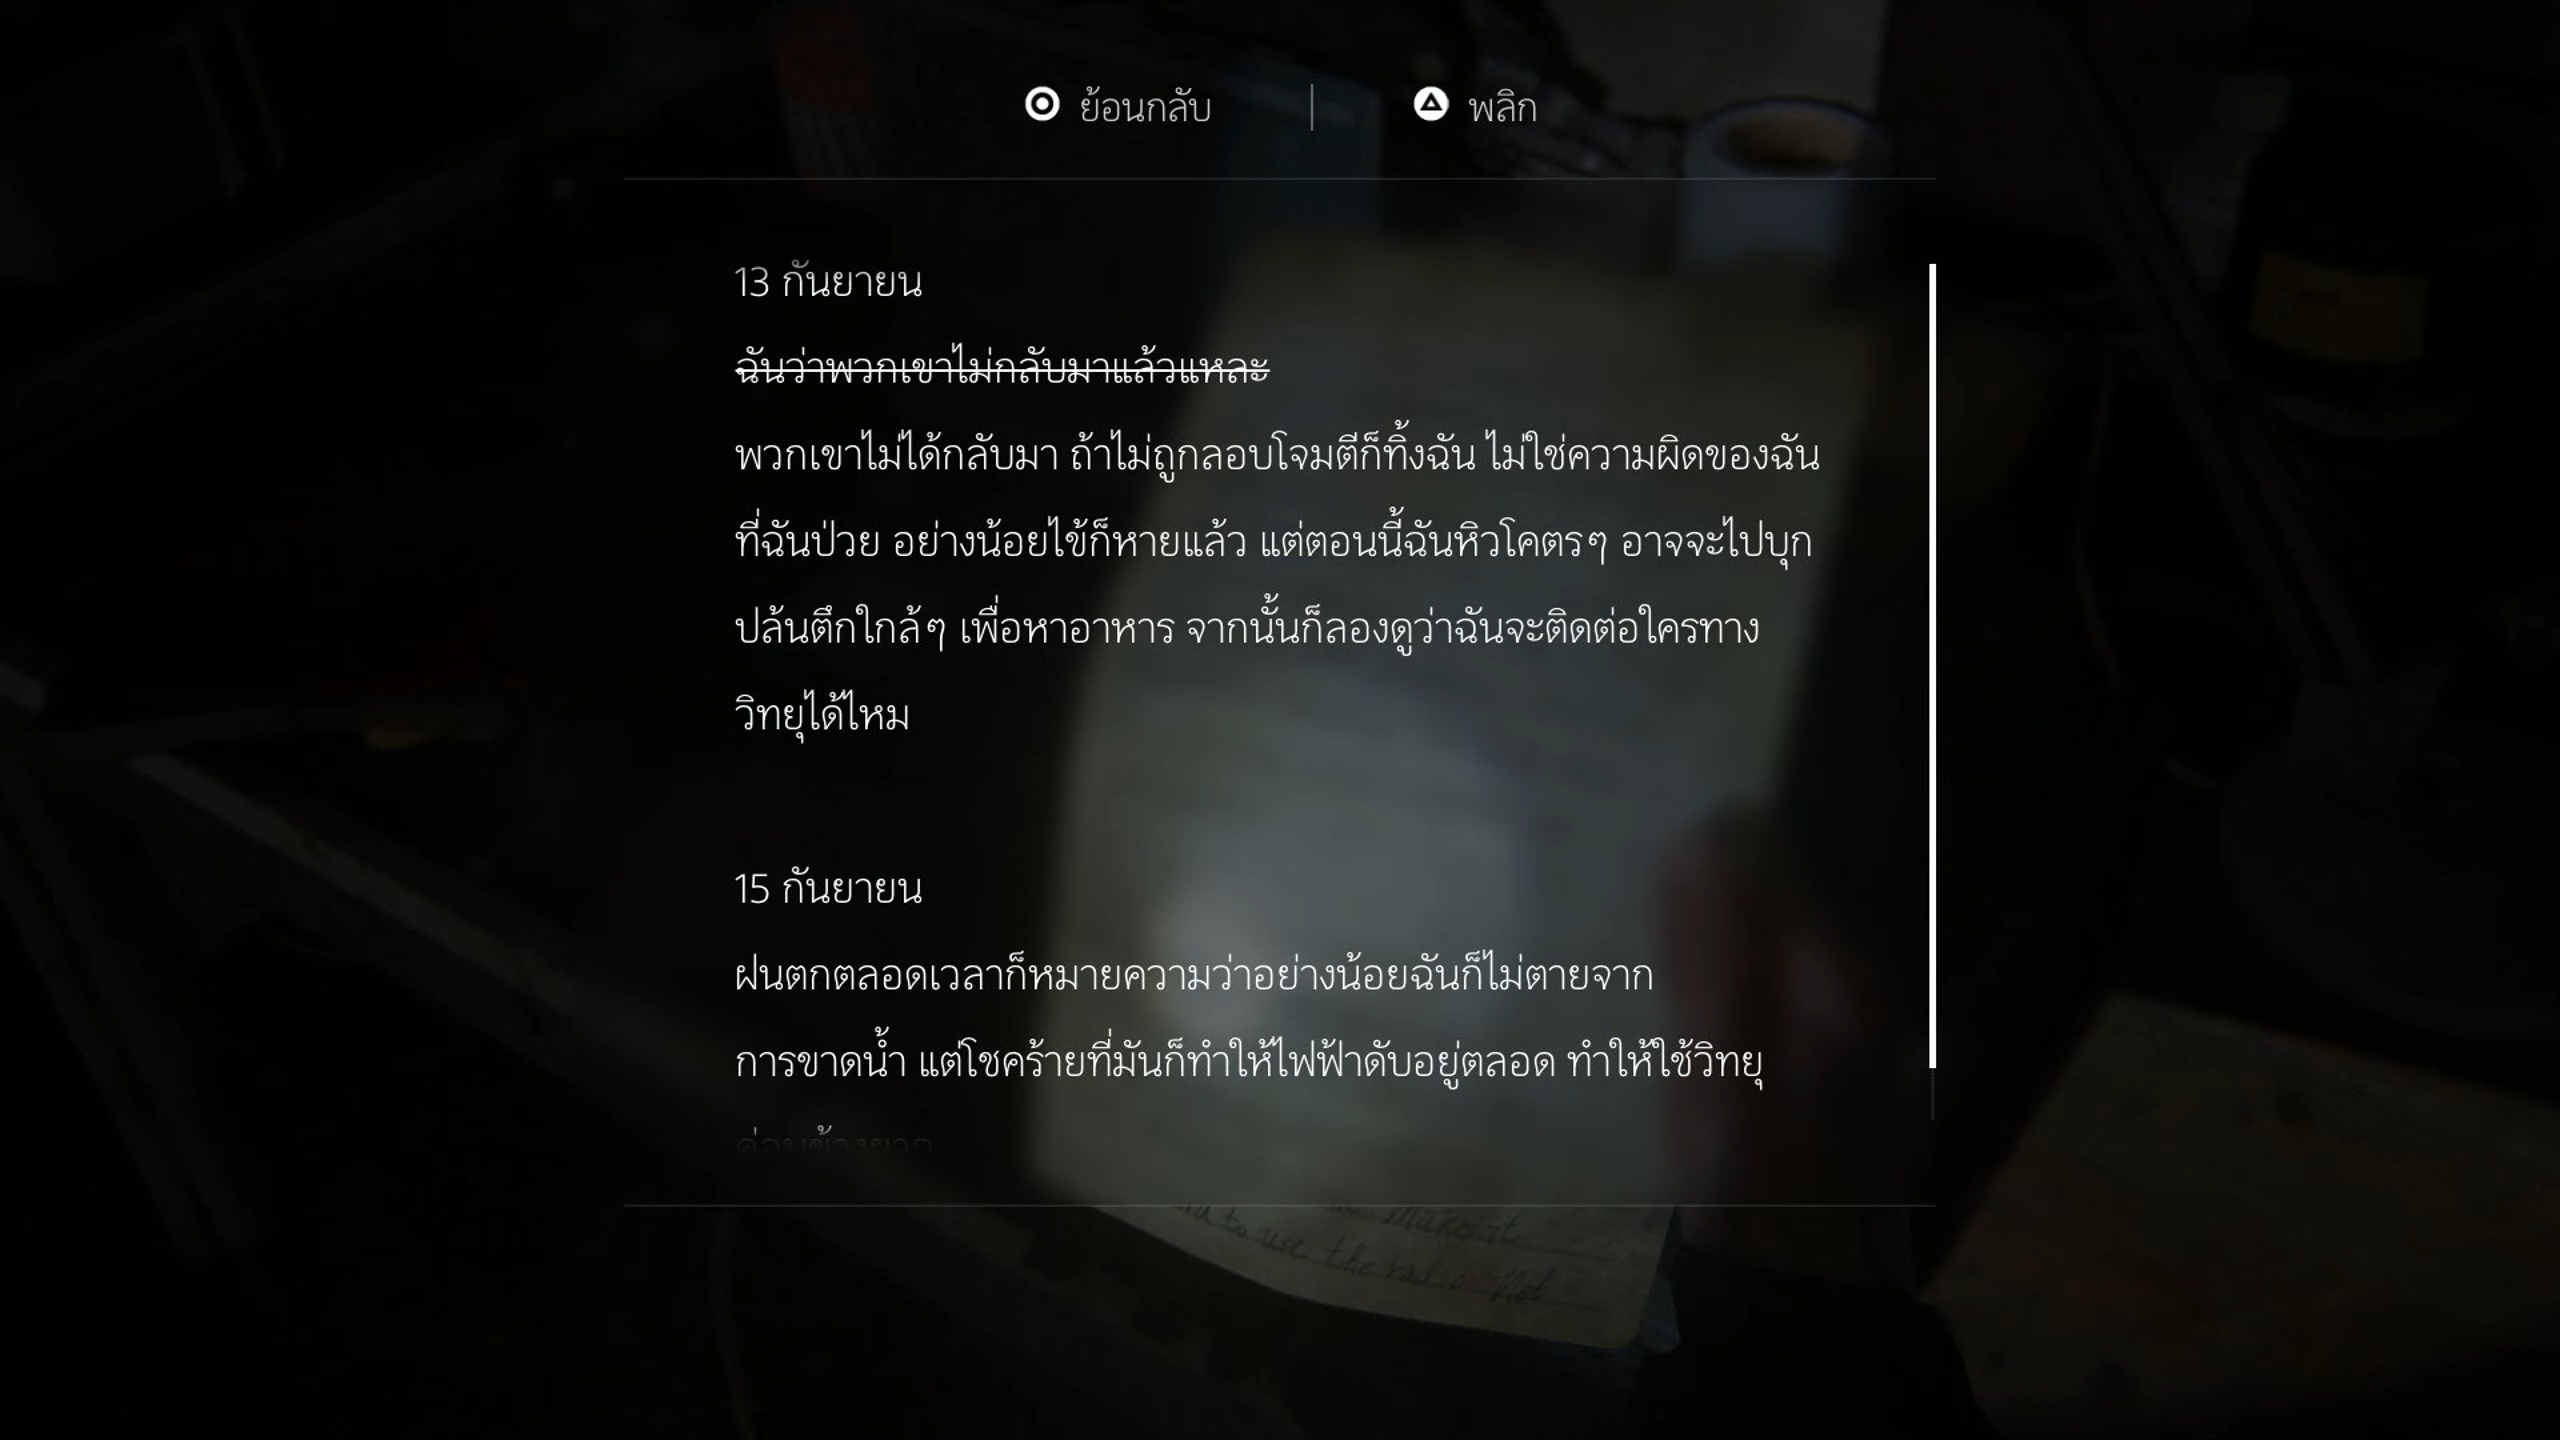 ย้อนกลับ | พลิก
13 กันยายน
ฉันว่าพวกเขาไม่กลับมาแล้วแหละ
พวกเขาไม่ได้กลับมา ถ้าไม่ถูกลอบโจมตีก็ทิ้งฉัน ไม่ใช่ความผิดของฉัน
ที่ฉันป่วย อย่างน้อยไข้ก็หายแล้ว แต่ตอนนี้ฉันหิวโคตรๆ อาจจะไปบุก
ปล้นตึกใกล้ๆ เพื่อหาอาหาร จากนั้นก็ลองดูว่าฉันจะติดต่อใครทาง
วิทยุได้ไหม
15 กันยายน
ฝนตกตลอดเวลาก็หมายความว่าอย่างน้อยฉันก็ไม่ตายจาก
การขาดน้ำ แต่โชคร้ายที่มันก็ทำให้ไฟฟ้าดับอยู่ตลอด ทำให้ใช้วิทยุ
ค่อนข้างยาก
to use the radio. Not